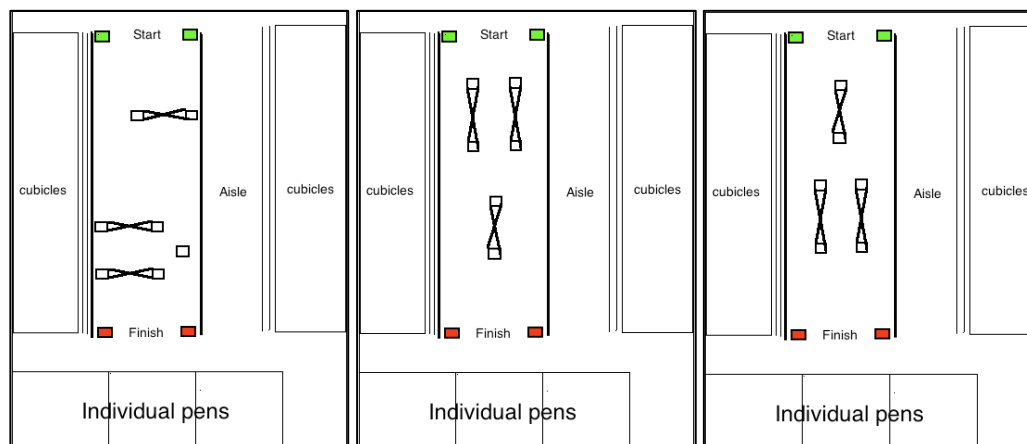 Start
cubicles
Aisle
cubicles
Finish
Individual pens
Start
cubicles
Aisle
cubicles
Finish
Individual pens
Start
cubicles
Aisle
cubicles
Finish
Individual pens